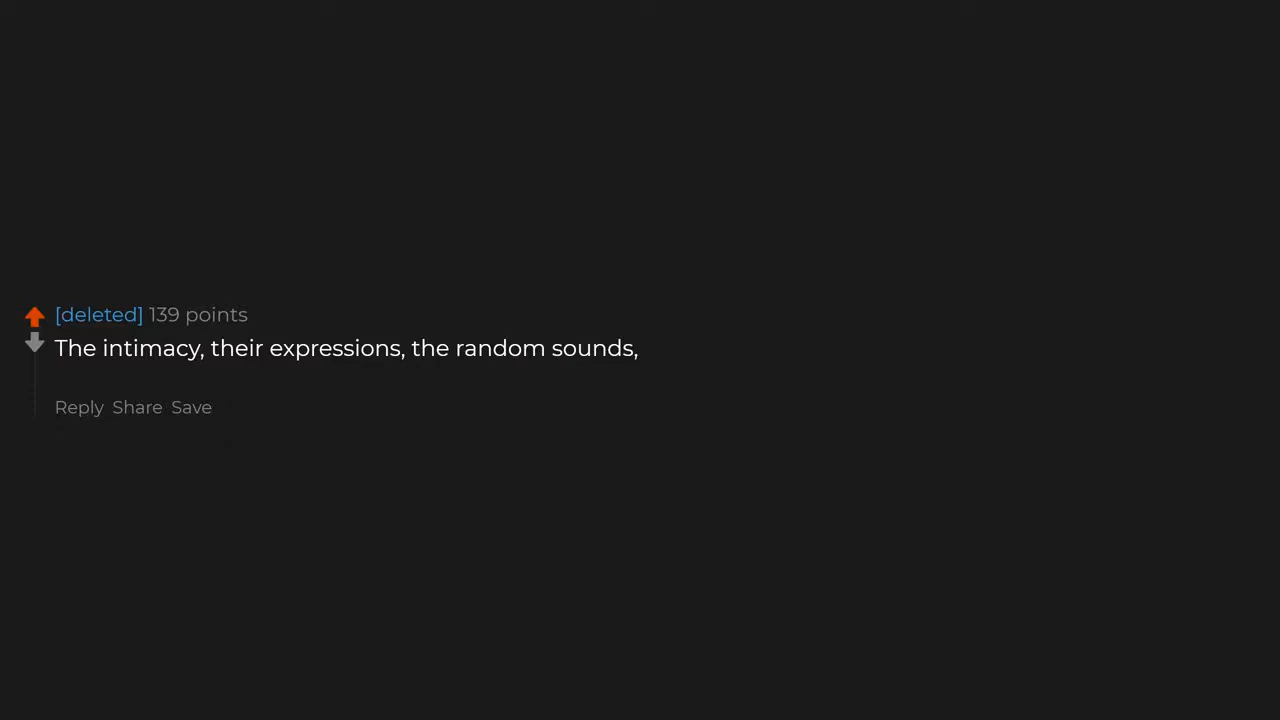 [deleted] 139 points
The intimacy, their expressions, the random sounds,
Reply Share Save